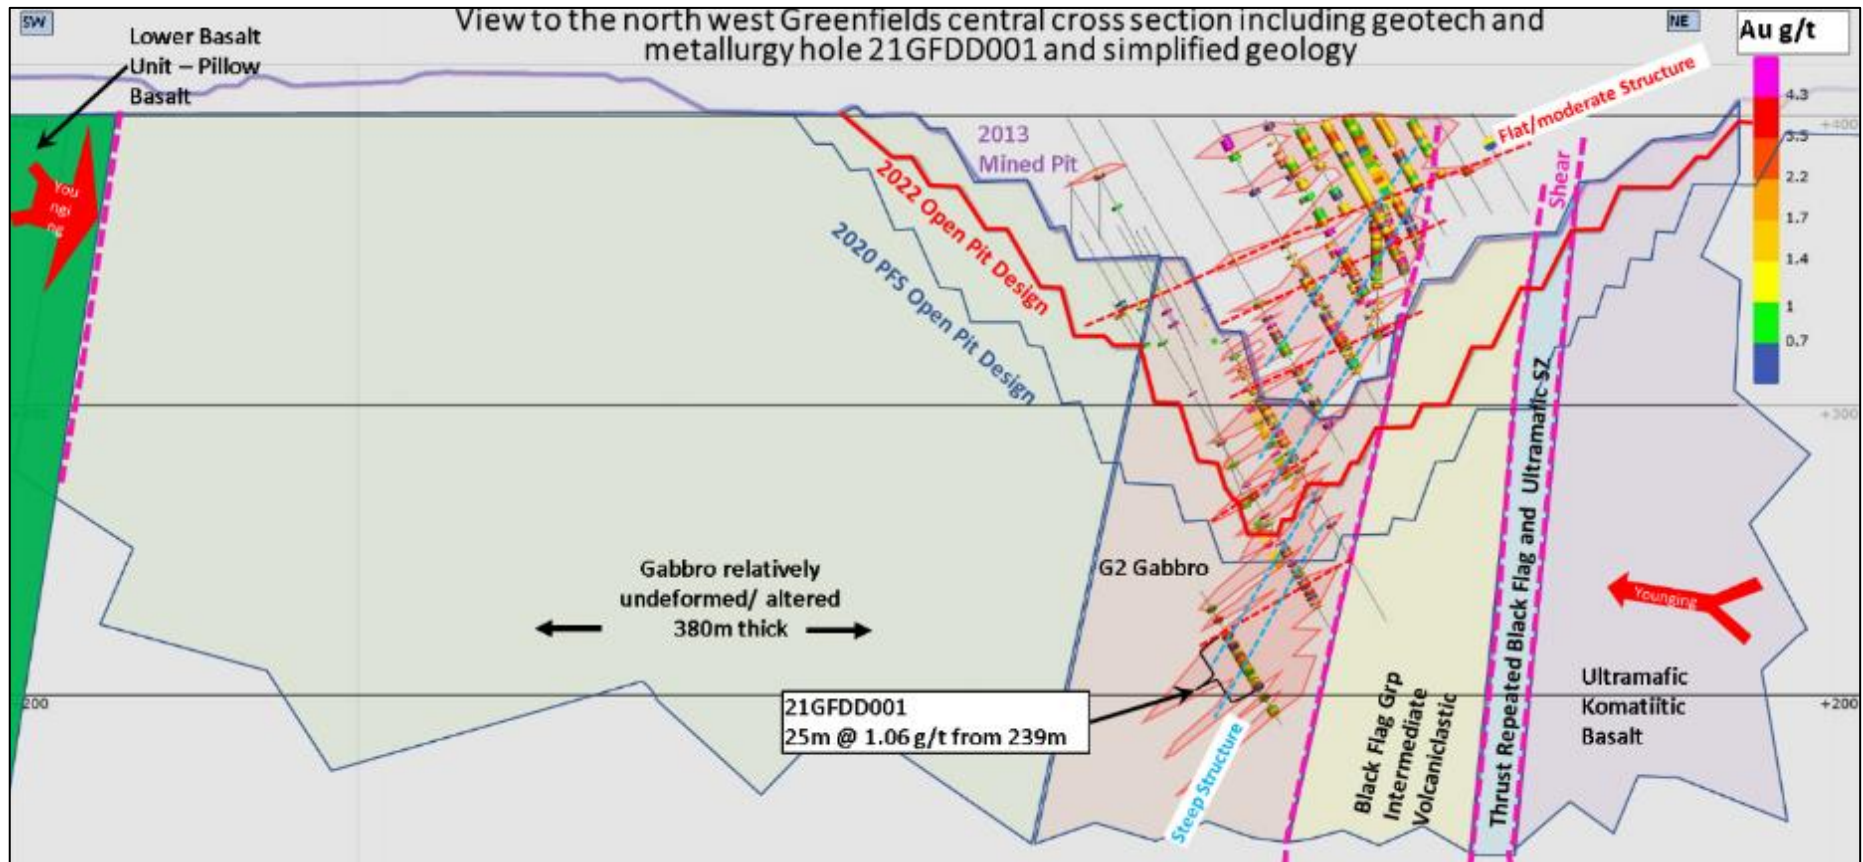 SW
View to the north west Greenfields central cross section including geotech and
metallurgy hole 21GFDD001 and simplified geology
NE
Au g/t
Lower Basalt
Unit – Pillow
Basalt
You
ngi
ng
2013
Mined Pit
2022 Open Pit Design
2020 PFS Open Pit Design
Flat/moderate Structure
Shear
4.3
3.5
2.2
1.7
1.4
1
0.7
+400
+300
+200
200
Gabbro relatively
undeformed/ altered
380m thick
G2 Gabbro
21GFDD001
25m @ 1.06 g/t from 239m
Steep Structure
Black Flag Grp
Intermediate
Volcaniclastic
Thrust Repeated Black Flag and Ultramafic SZ
Younging
Ultramafic
Komatiitic
Basalt